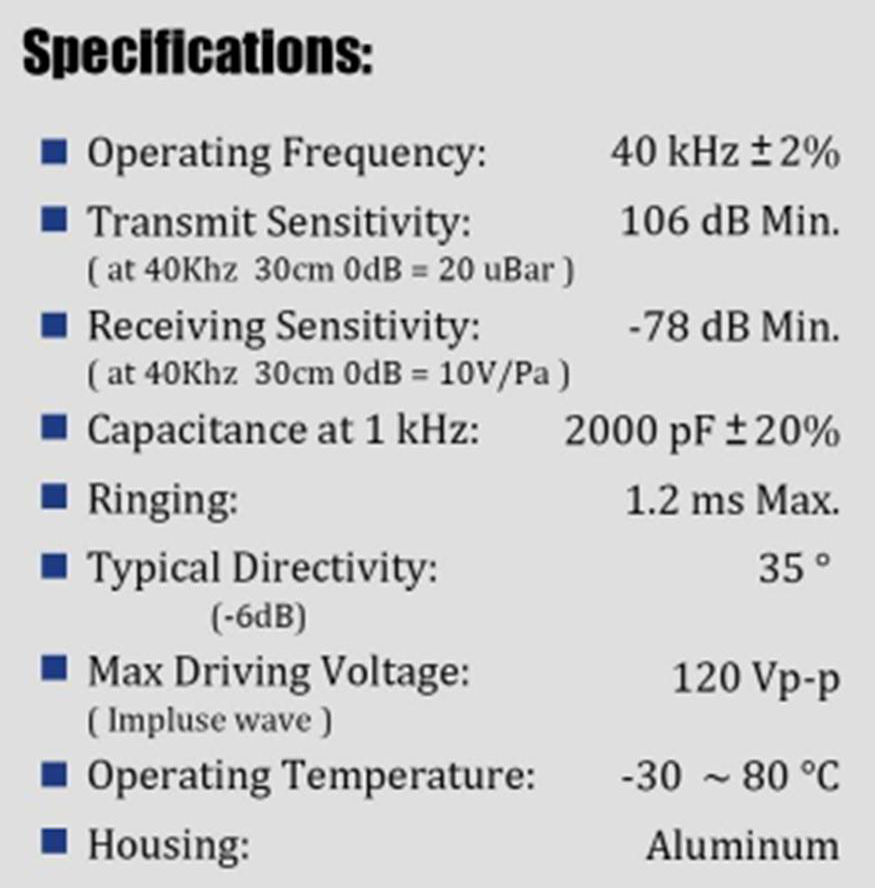 Specifications:
Operating Frequency: 40 kHz ±2%
Transmit Sensitivity: 106 dB Min.
( at 40Khz 30cm 0dB = 20 uBar )
Receiving Sensitivity: -78 dB Min.
( at 40Khz 30cm 0dB = 10V/Pa )
Capacitance at 1 kHz: 2000 pF ±20%
Ringing: 1.2 ms Max.
Typical Directivity: 35 °
(-6dB)
Max Driving Voltage: 120 Vp-p
( Impluse wave )
Operating Temperature: -30 ~ 80 °C
Housing: Aluminum